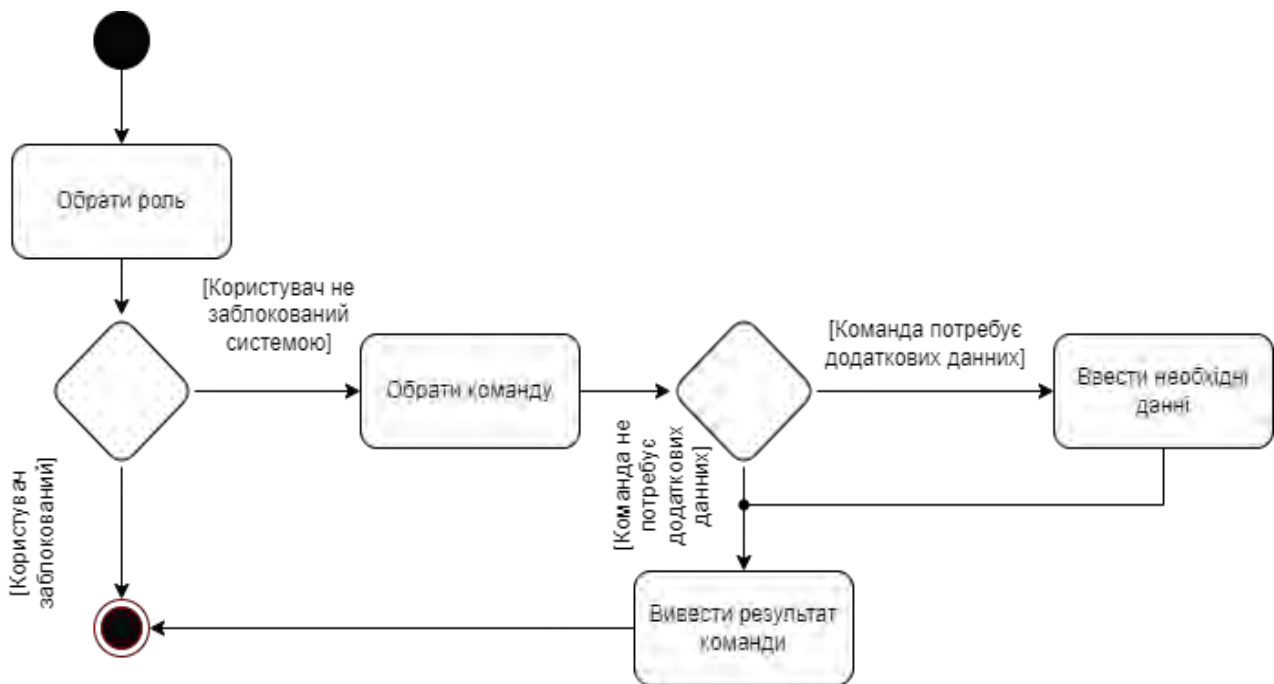 Обрати роль
[Користувач не
заблокований
системою]
Обрати команду
[Команда потребує
додаткових данних]
Ввести необхідні
данні
[Користувач
заблокований]
[Команда не
потребує
додаткових
данних]
Вивести результат
команди